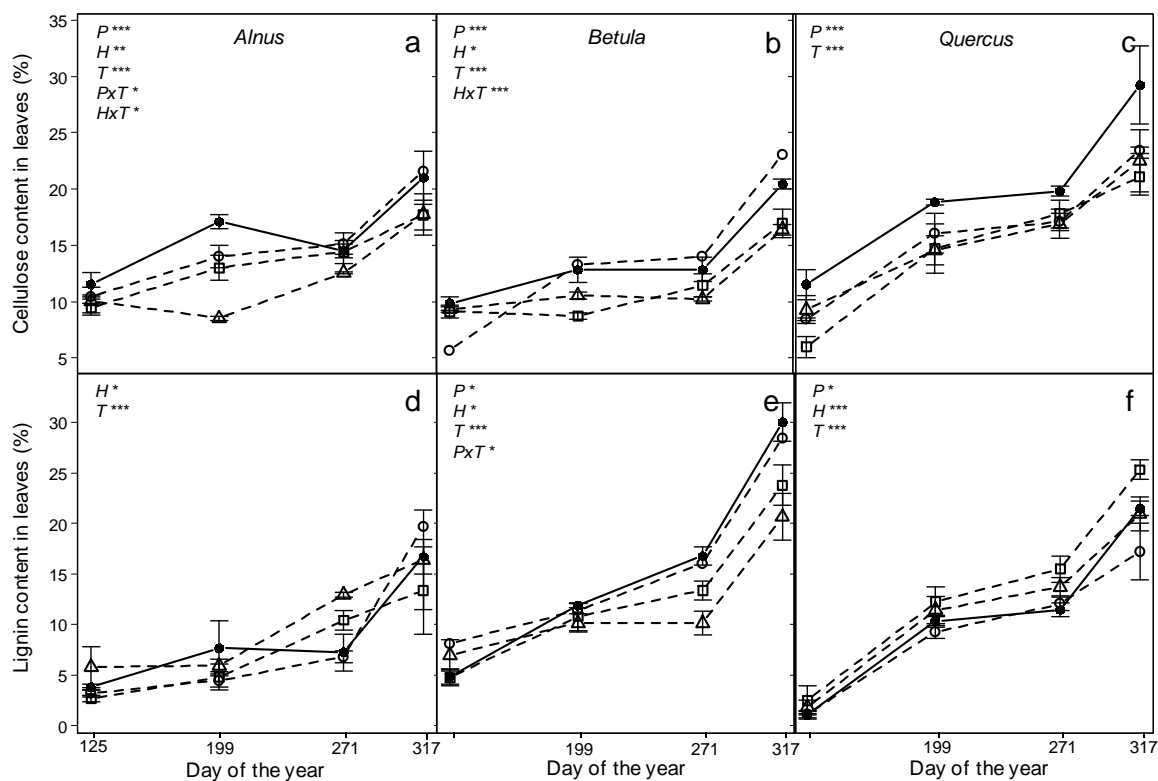 Cellulose content in leaves (%)
35
30
25
20
15
10
5
P ***
H **
T ***
PxT *
HxT *
Alnus
a
P ***
H *
T ***
HxT ***
Betula
b
P ***
T ***
Quercus
c
Lignin content in leaves (%)
30
25
20
15
10
5
0
H *
T ***
d
P *
H *
T ***
PxT *
e
P *
H ***
T ***
f
125 199 271 317
199 271 317
199 271 317
Day of the year
Day of the year
Day of the year